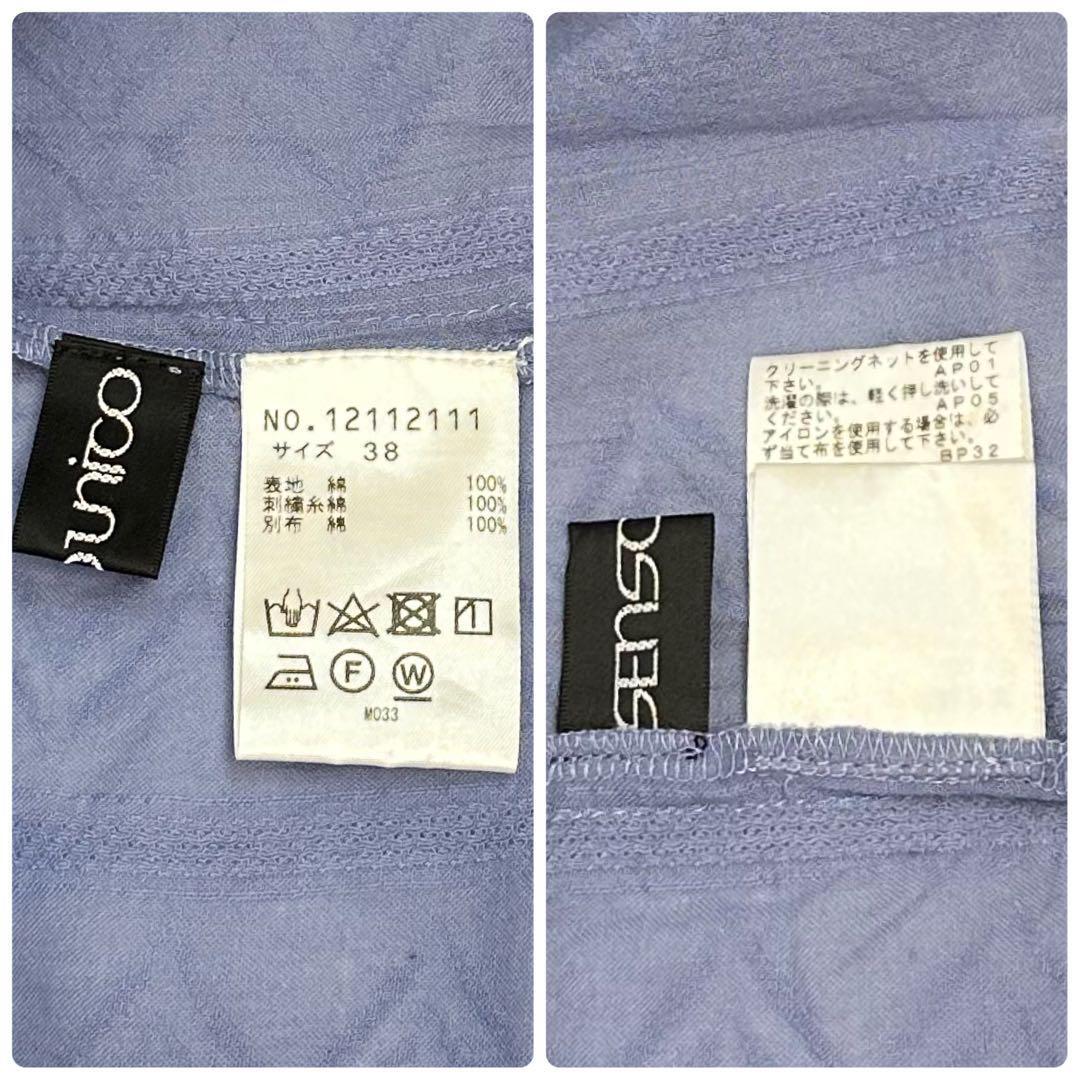 unico
NO.12112111
サイズ 38
表地 綿 100%
刺繍糸綿 100%
別布 綿 100%
F
W
M033
クリーニングネットを使用して
下さい。 AP01
洗濯の際は、軽く押し洗いして
ください。 AP05
アイロンを使用する場合は、必
ず当て布を使用して下さい。
BP32
SENSO